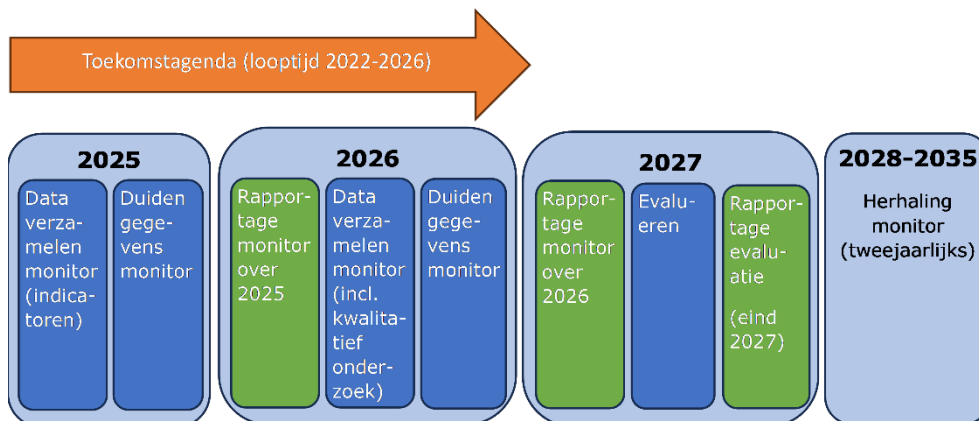 Toekomstagenda (looptijd 2022-2026)
2025
Data
verza-
melen
monitor
(indica-
toren)
Duiden
gege-
vens
monitor
2026
Rappor-
tage
monitor
over
2025
Data
verza-
melen
monitor
(incl.
kwalita-
tief
onder-
zoek)
Duiden
gege-
vens
monitor
2027
Rappor-
tage
monitor
over
2026
Evalu-
eren
Rappor-
tage
evalu-
atie
(eind
2027)
2028-2035
Herhaling
monitor
(tweejaarlijks)